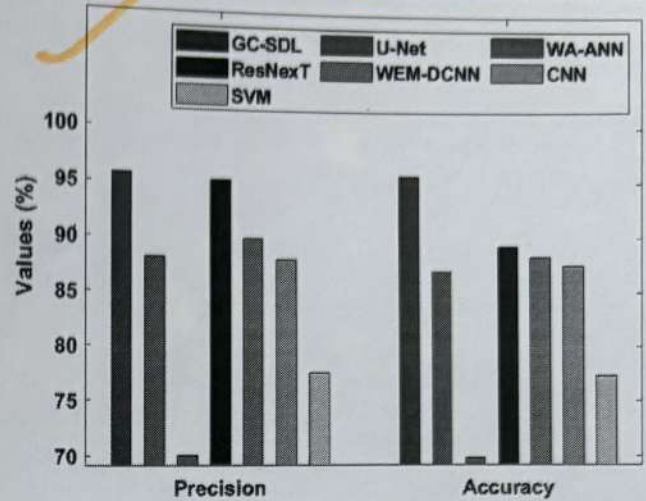 GC-SDL U-Net WA-ANN
ResNexT WEM-DCNN CNN
SVM
Values (%)
100
95
90
85
80
75
70
Precision Accuracy